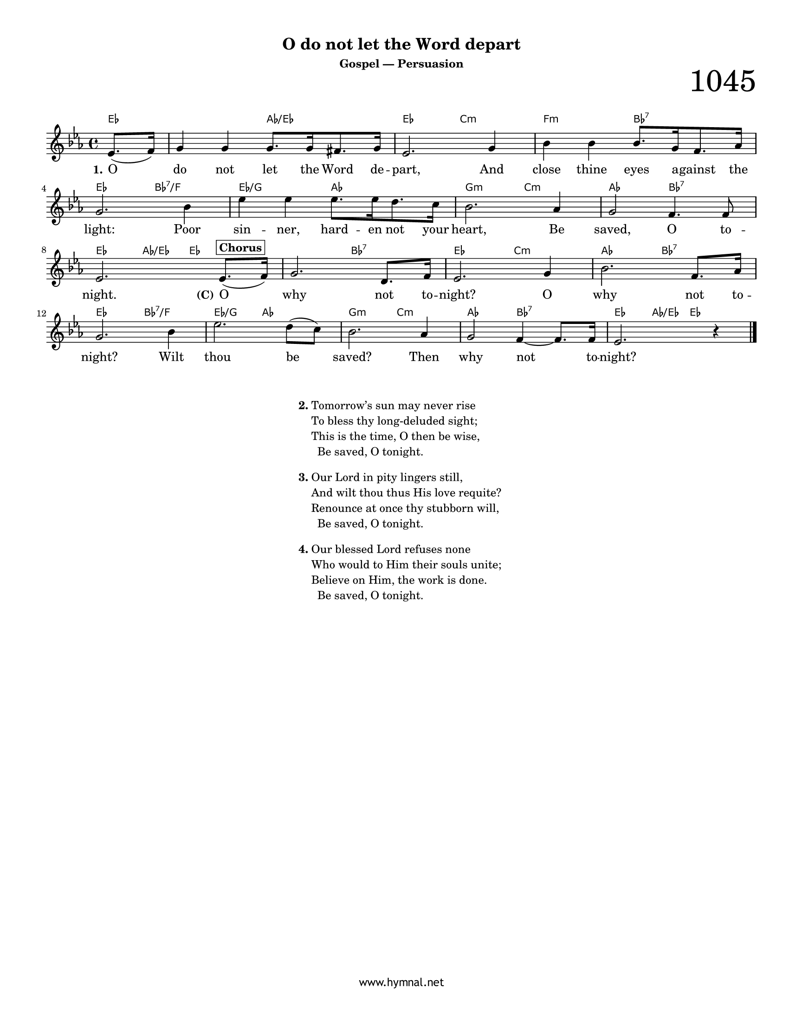 O do not let the Word depart
Gospel — Persuasion
1045
E♭ A♭/E♭ E♭ Cm Fm B♭7
1. O do not let the Word de-part, And close thine eyes against the
4 E♭ B♭7/F E♭/G A♭ Gm Cm A♭ B♭7
light: Poor sin - ner, hard - en not your heart, Be saved, O to -
8 E♭ A♭/E♭ E♭ Chorus B♭7 E♭ Cm A♭ B♭7
night. (C) O why not to-night? O why not to -
12 E♭ B♭7/F E♭/G A♭ Gm Cm A♭ B♭7 E♭ A♭/E♭ E♭
night? Wilt thou be saved? Then why not to-night?
2. Tomorrow's sun may never rise
To bless thy long-deluded sight;
This is the time, O then be wise,
Be saved, O tonight.
3. Our Lord in pity lingers still,
And wilt thou thus His love requite?
Renounce at once thy stubborn will,
Be saved, O tonight.
4. Our blessed Lord refuses none
Who would to Him their souls unite;
Believe on Him, the work is done.
Be saved, O tonight.
www.hymnal.net